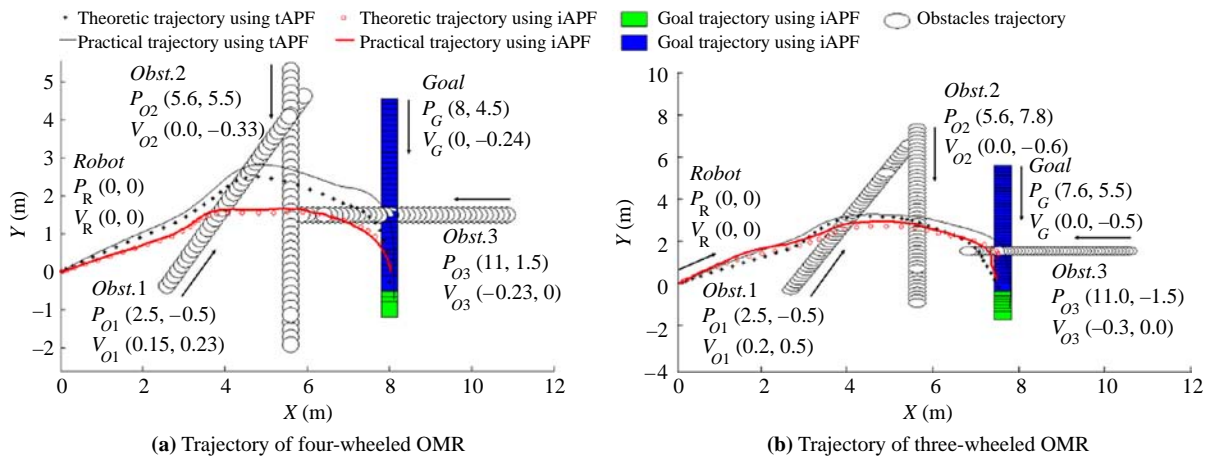 Theoretic trajectory using tAPF Theoretic trajectory using iAPF Goal trajectory using iAPF Obstacles trajectory
Practical trajectory using tAPF Practical trajectory using iAPF Goal trajectory using iAPF
5
4
3
2
1
0
−1
−2
Y (m)
Obst.2
P_O2 (5.6, 5.5)
V_O2 (0.0, −0.33)
Goal
P_G (8, 4.5)
V_G (0, −0.24)
Robot
P_R (0, 0)
V_R (0, 0)
Obst.1
P_O1 (2.5, −0.5)
V_O1 (0.15, 0.23)
Obst.3
P_O3 (11, 1.5)
V_O3 (−0.23, 0)
0 2 4 6 8 10 12
X (m)
(a) Trajectory of four-wheeled OMR
10
8
6
4
2
0
−2
−4
Y (m)
Obst.2
P_O2 (5.6, 7.8)
V_O2 (0.0, −0.6)
Goal
P_G (7.6, 5.5)
V_G (0.0, −0.5)
Robot
P_R (0, 0)
V_R (0, 0)
Obst.1
P_O1 (2.5, −0.5)
V_O1 (0.2, 0.5)
Obst.3
P_O3 (11.0, −1.5)
V_O3 (−0.3, 0.0)
0 2 4 6 8 10 12
X (m)
(b) Trajectory of three-wheeled OMR